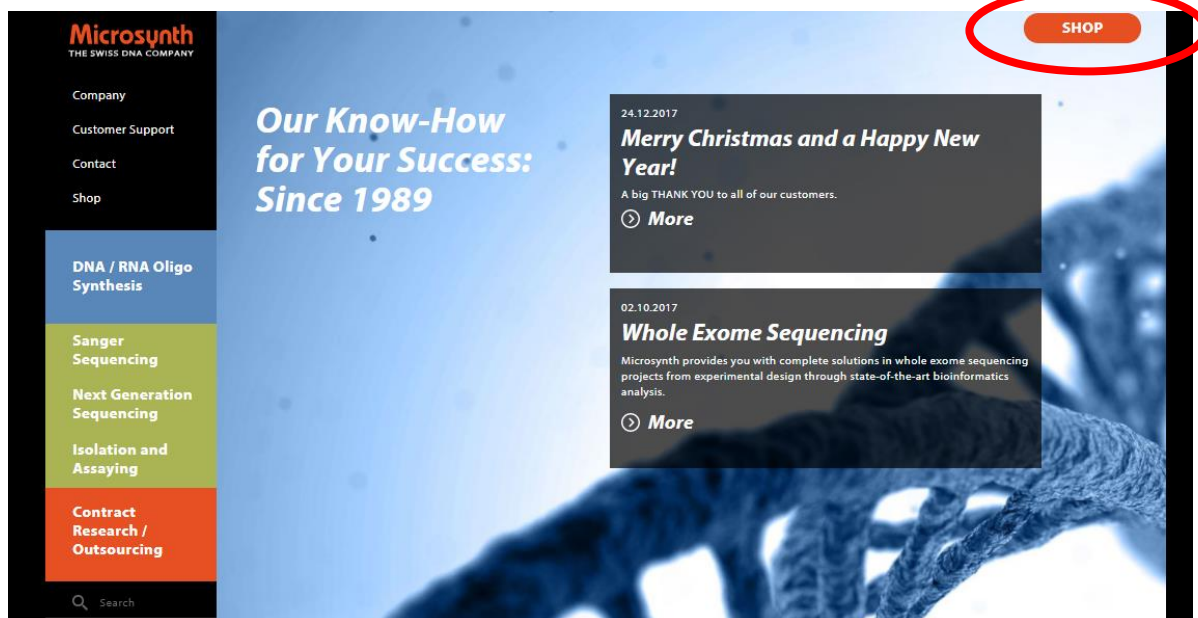 Microsynth
THE SWISS DNA COMPANY
Company
Customer Support
Contact
Shop
DNA / RNA Oligo
Synthesis
Sanger
Sequencing
Next Generation
Sequencing
Isolation and
Assaying
Contract
Research /
Outsourcing
Search
Our Know-How
for Your Success:
Since 1989
SHOP
24.12.2017
Merry Christmas and a Happy New
Year!
A big THANK YOU to all of our customers.
More
02.10.2017
Whole Exome Sequencing
Microsynth provides you with complete solutions in whole exome sequencing
projects from experimental design through state-of-the-art bioinformatics
analysis.
More